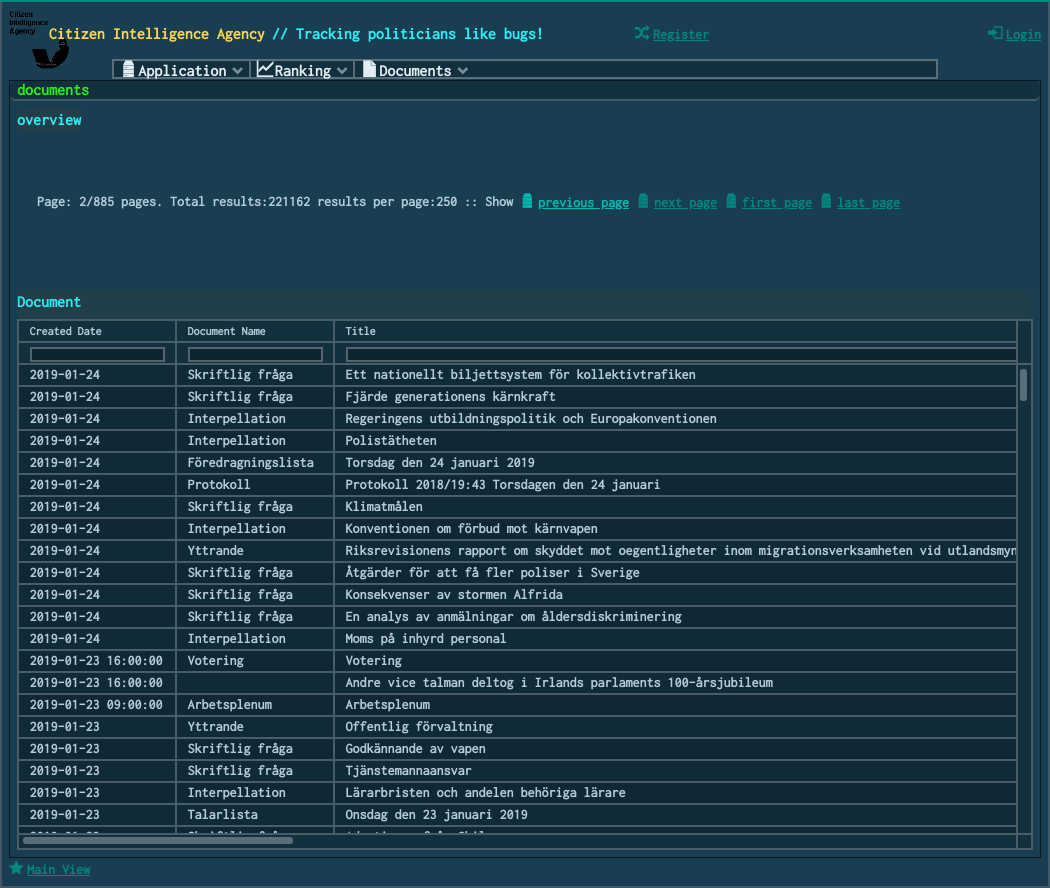 Citizen
Intelligence
Agency
Citizen Intelligence Agency // Tracking politicians like bugs!
Register
Login
Application Ranking Documents
documents
overview
Page: 2/885 pages. Total results:221162 results per page:250 :: Show previous page next page first page last page
Document
Created Date Document Name Title
2019-01-24 Skriftlig fråga Ett nationellt biljettsystem för kollektivtrafiken
2019-01-24 Skriftlig fråga Fjärde generationens kärnkraft
2019-01-24 Interpellation Regeringens utbildningspolitik och Europakonventionen
2019-01-24 Interpellation Polistätheten
2019-01-24 Föredragningslista Torsdag den 24 januari 2019
2019-01-24 Protokoll Protokoll 2018/19:43 Torsdagen den 24 januari
2019-01-24 Skriftlig fråga Klimatmålen
2019-01-24 Interpellation Konventionen om förbud mot kärnvapen
2019-01-24 Yttrande Riksrevisionens rapport om skyddet mot oegentligheter inom migrationsverksamheten vid utlandsmyn
2019-01-24 Skriftlig fråga Åtgärder för att få fler poliser i Sverige
2019-01-24 Skriftlig fråga Konsekvenser av stormen Alfrida
2019-01-24 Skriftlig fråga En analys av anmälningar om åldersdiskriminering
2019-01-24 Interpellation Moms på inhyrd personal
2019-01-23 16:00:00 Votering Votering
2019-01-23 16:00:00 Andre vice talman deltog i Irlands parlaments 100-årsjubileum
2019-01-23 09:00:00 Arbetsplenum Arbetsplenum
2019-01-23 Yttrande Offentlig förvaltning
2019-01-23 Skriftlig fråga Godkännande av vapen
2019-01-23 Skriftlig fråga Tjänstemannaansvar
2019-01-23 Interpellation Lärarbristen och andelen behöriga lärare
2019-01-23 Talarlista Onsdag den 23 januari 2019
Main View